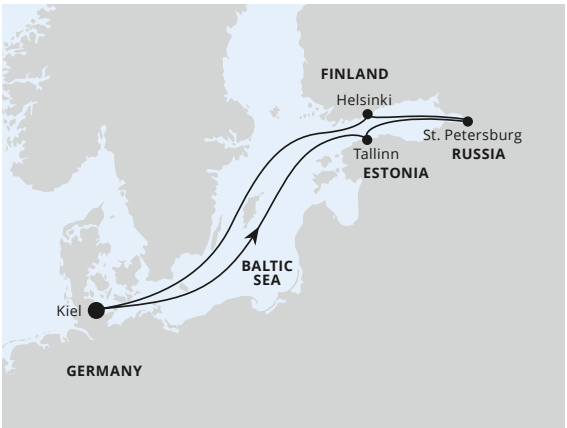 FINLAND
Helsinki
St. Petersburg
RUSSIA
Tallinn
ESTONIA
BALTIC
SEA
Kiel
GERMANY